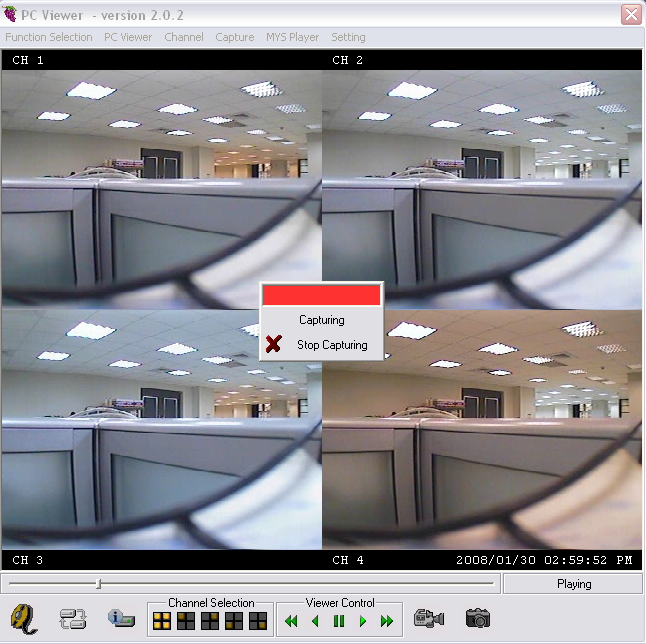 PC Viewer - version 2.0.2
Function Selection PC Viewer Channel Capture MYS Player Setting
CH 1
CH 2
Capturing
Stop Capturing
CH 3
CH 4
2008/01/30 02:59:52 PM
Playing
Channel Selection
Viewer Control